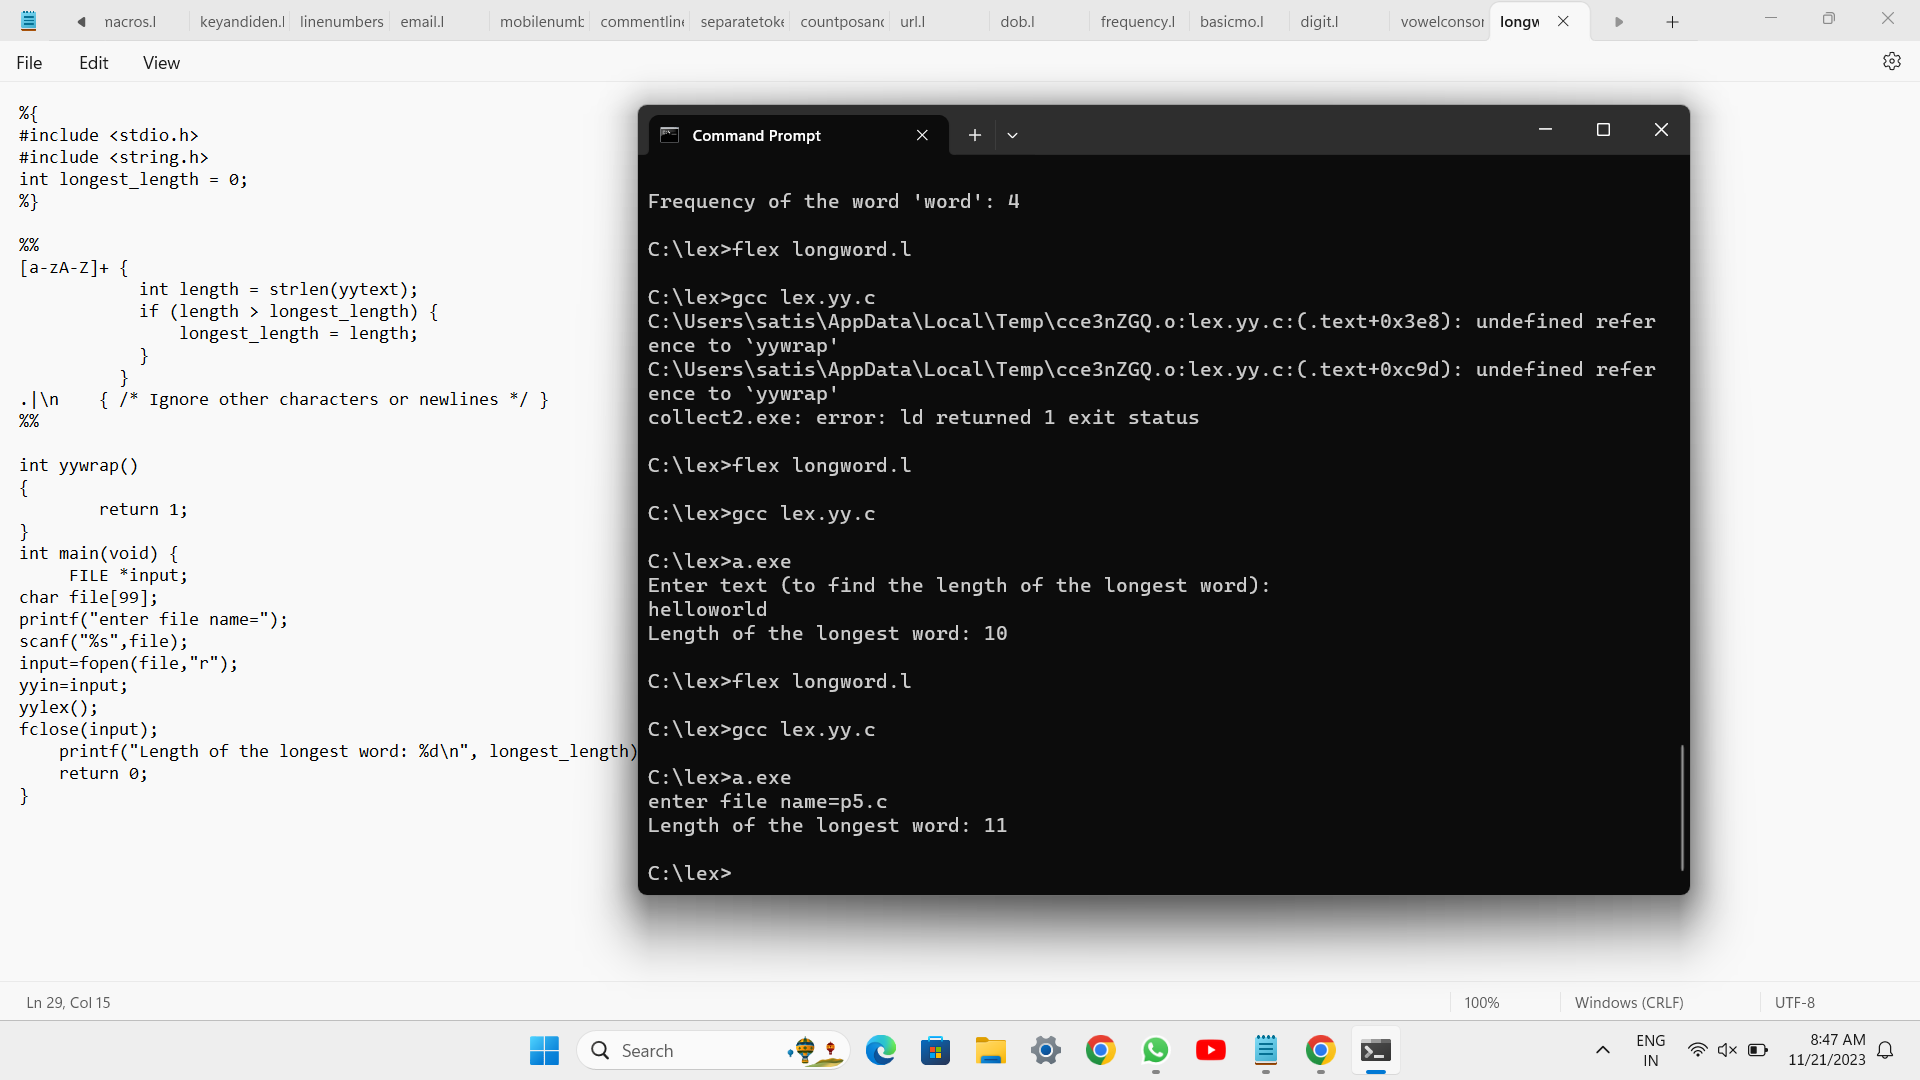 nacros.l keyandiden.l linenumbers email.l mobilenumb commentline separatetoke countposand url.l dob.l frequency.l basicmo.l digit.l vowelconsor longw
File Edit View
%{
#include <stdio.h>
#include <string.h>
int longest_length = 0;
%}
%%
[a-zA-Z]+ {
int length = strlen(yytext);
if (length > longest_length) {
longest_length = length;
}
}
.|\n { /* Ignore other characters or newlines */ }
%%
int yywrap()
{
return 1;
}
int main(void) {
FILE *input;
char file[99];
printf("enter file name=");
scanf("%s",file);
input=fopen(file,"r");
yyin=input;
yylex();
fclose(input);
printf("Length of the longest word: %d\n", longest_length)
return 0;
}
Command Prompt
Frequency of the word 'word': 4
C:\lex>flex longword.l
C:\lex>gcc lex.yy.c
C:\Users\satis\AppData\Local\Temp\cce3nZGQ.o:lex.yy.c:(.text+0x3e8): undefined refer
ence to `yywrap'
C:\Users\satis\AppData\Local\Temp\cce3nZGQ.o:lex.yy.c:(.text+0xc9d): undefined refer
ence to `yywrap'
collect2.exe: error: ld returned 1 exit status
C:\lex>flex longword.l
C:\lex>gcc lex.yy.c
C:\lex>a.exe
Enter text (to find the length of the longest word):
helloworld
Length of the longest word: 10
C:\lex>flex longword.l
C:\lex>gcc lex.yy.c
C:\lex>a.exe
enter file name=p5.c
Length of the longest word: 11
C:\lex>
Ln 29, Col 15 100% Windows (CRLF) UTF-8
Search
ENG
IN
8:47 AM
11/21/2023